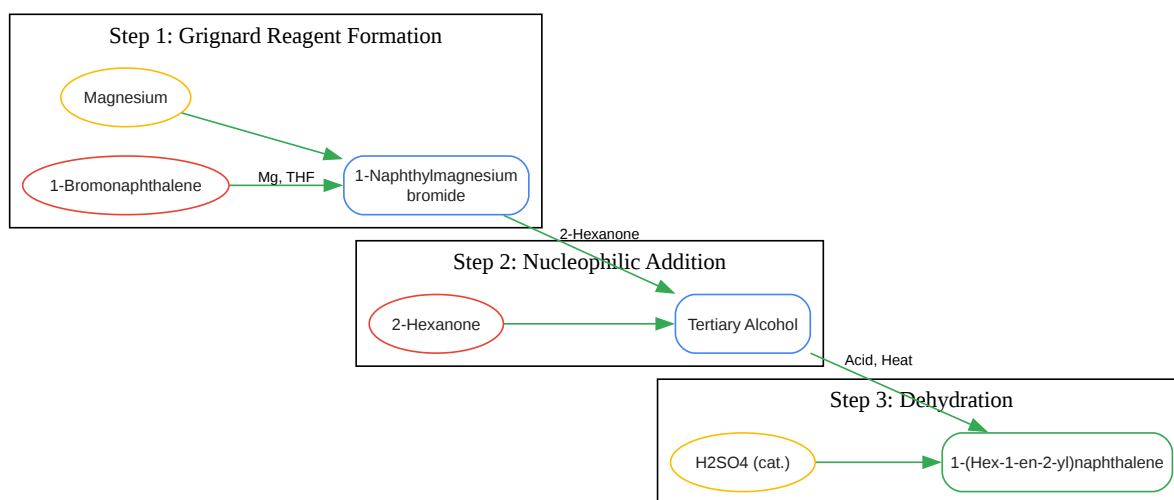 Step 1: Grignard Reagent Formation
Magnesium
1-Bromonaphthalene
Mg, THF
1-Naphthylmagnesium
bromide
2-Hexanone
Step 2: Nucleophilic Addition
2-Hexanone
Tertiary Alcohol
Acid, Heat
Step 3: Dehydration
H2SO4 (cat.)
1-(Hex-1-en-2-yl)naphthalene